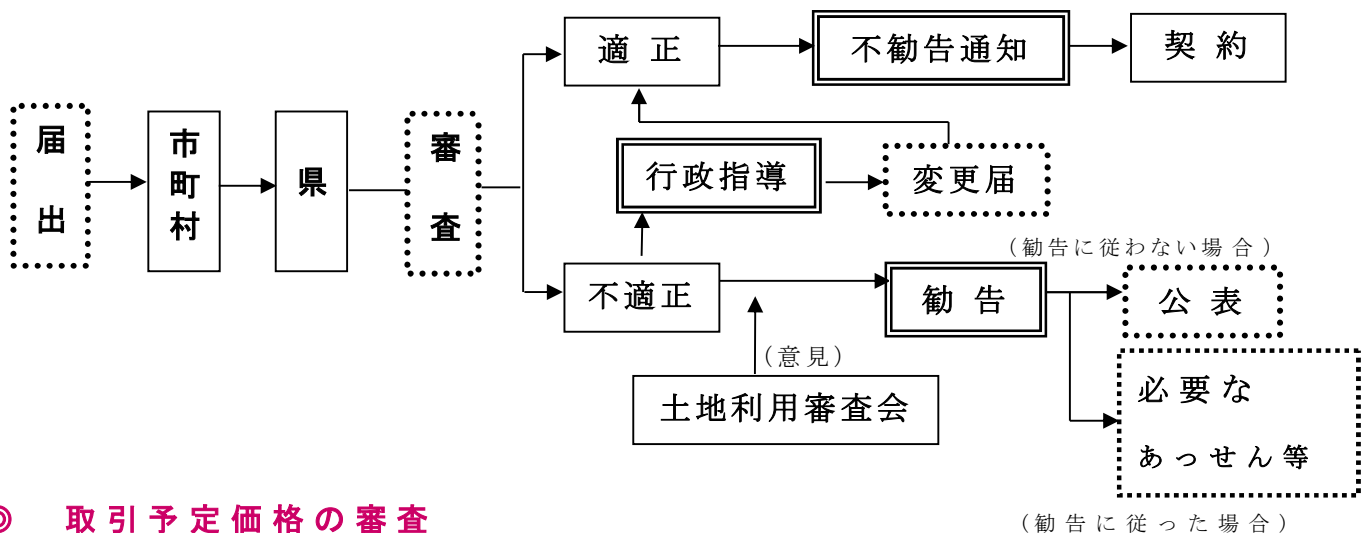 届出
市町村
県
審査
適正
不勧告通知
契約
行政指導
変更届
（勧告に従わない場合）
不適正
勧告
公表
（意見）
土地利用審査会
必要な
あっせん等
（勧告に従った場合）
◎ 取引予定価格の審査